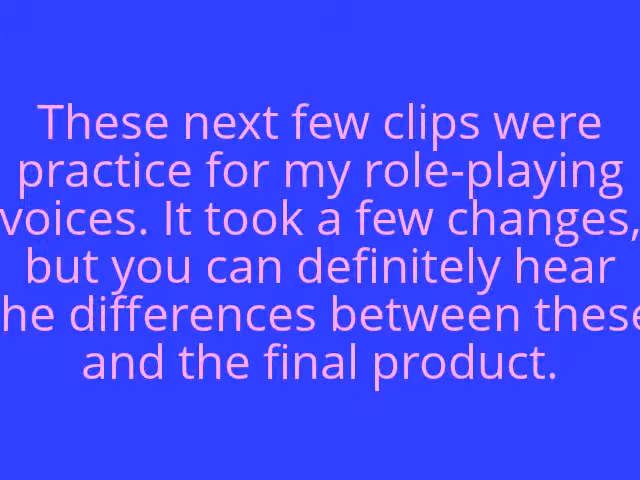 These next few clips were
practice for my role-playing
voices. It took a few changes,
but you can definitely hear
he differences between these
and the final product.